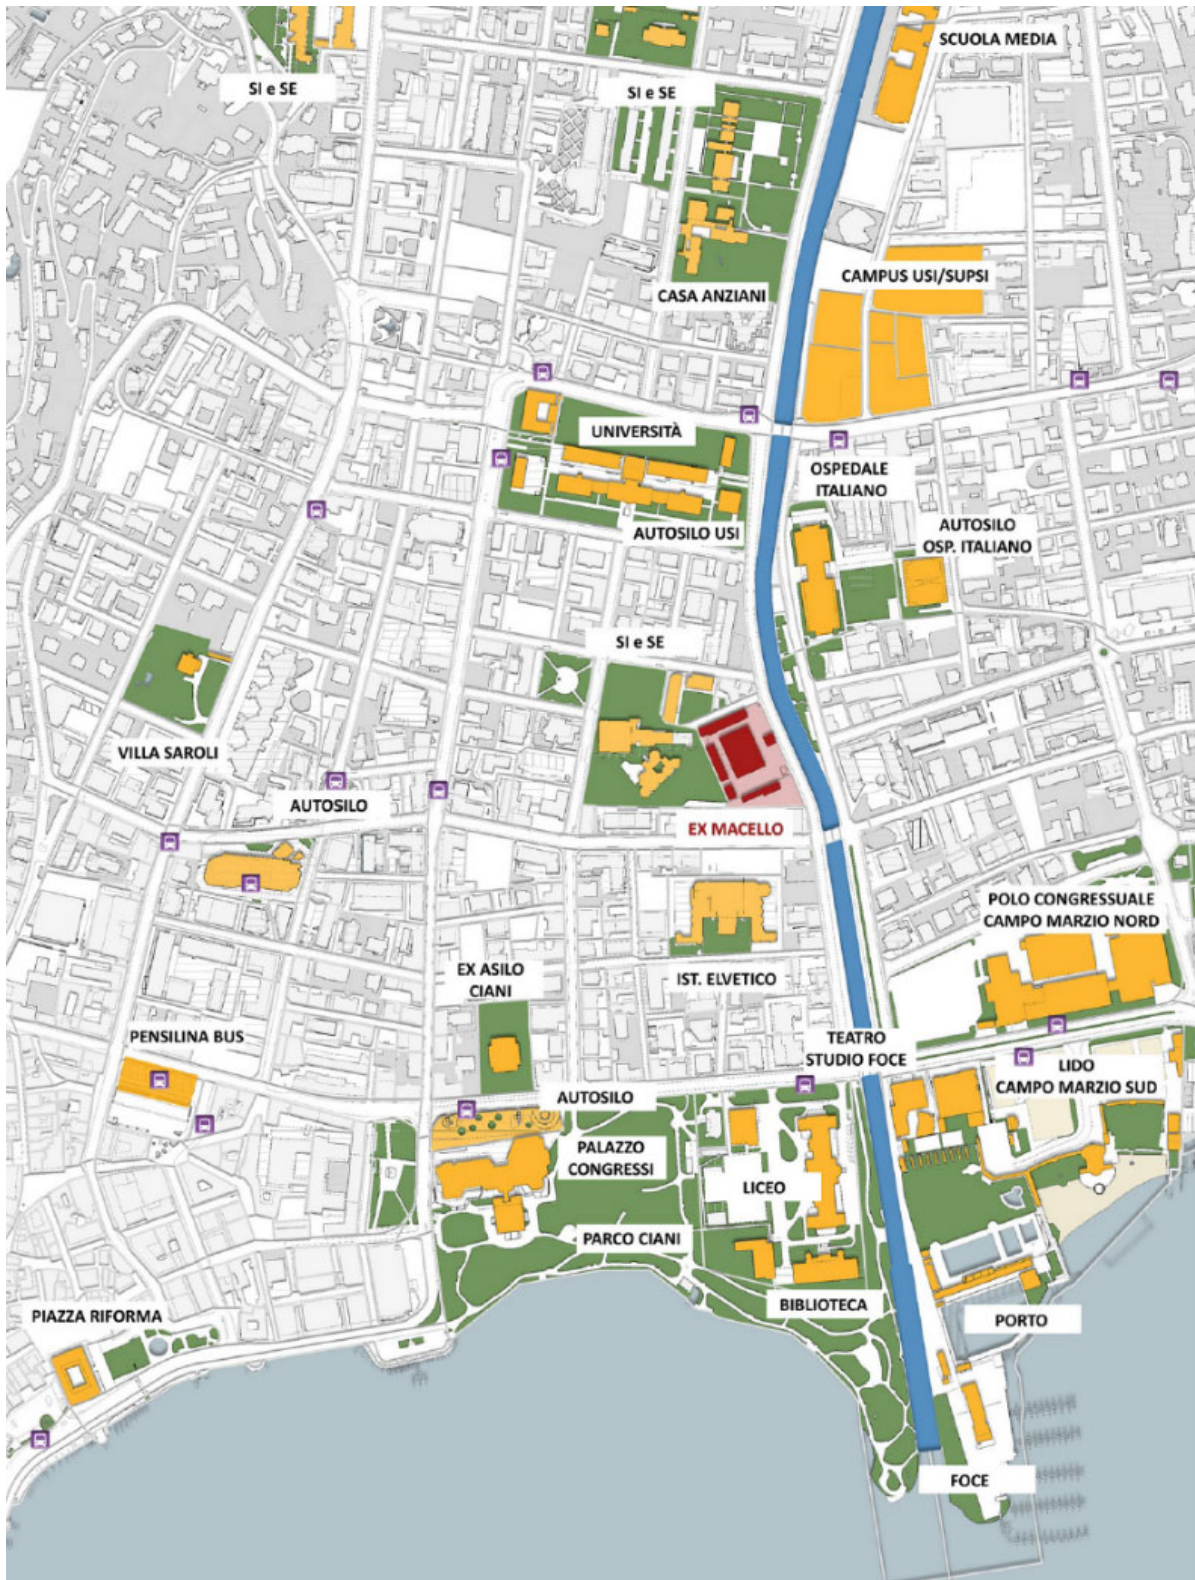 SCUOLA MEDIA
SI e SE
SI e SE
CAMPUS USI/SUPSI
CASA ANZIANI
UNIVERSITÀ
OSPEDALE
ITALIANO
AUTOSILO USI
AUTOSILO
OSP. ITALIANO
SI e SE
VILLA SAROLI
AUTOSILO
EX MACELLO
POLO CONGRESSUALE
CAMPO MARZIO NORD
EX ASILO
CIANI
IST. ELVETICO
PENSILINA BUS
TEATRO
STUDIO FOCE
LIDO
CAMPO MARZIO SUD
AUTOSILO
PALAZZO
CONGRESSI
LICEO
PARCO CIANI
BIBLIOTECA
PIAZZA RIFORMA
PORTO
FOCE